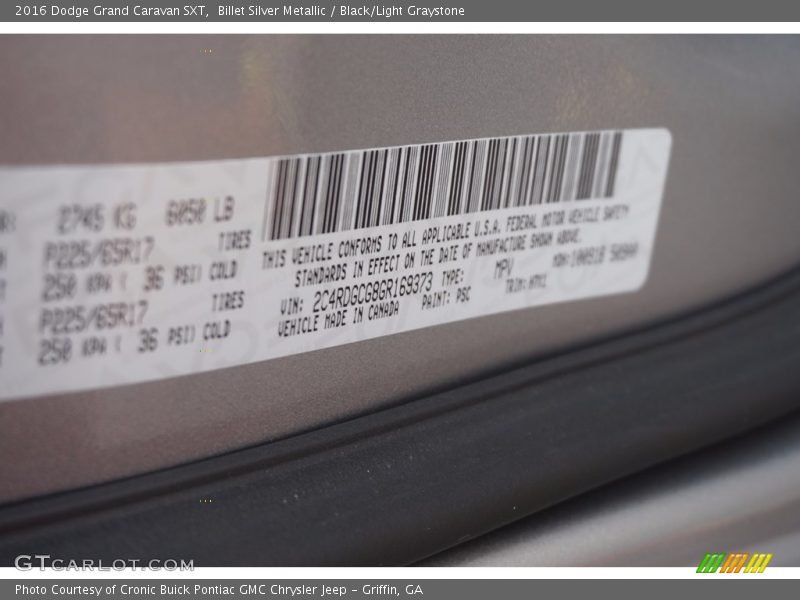 2016 Dodge Grand Caravan SXT, Billet Silver Metallic / Black/Light Graystone
2745 KG 6050 LB
P225/65R17 TIRES
250 KPA ( 36 PSI) COLD
P225/65R17 TIRES
250 KPA ( 36 PSI) COLD
THIS VEHICLE CONFORMS TO ALL APPLICABLE U.S.A. FEDERAL MOTOR VEHICLE SAFETY
STANDARDS IN EFFECT ON THE DATE OF MANUFACTURE SHOWN ABOVE.
VIN: 2C4RDGCG8GR169373 TYPE: MPV
VEHICLE MADE IN CANADA PAINT: PSC TRIM:
GTCARLOT.COM
Photo Courtesy of Cronic Buick Pontiac GMC Chrysler Jeep - Griffin, GA